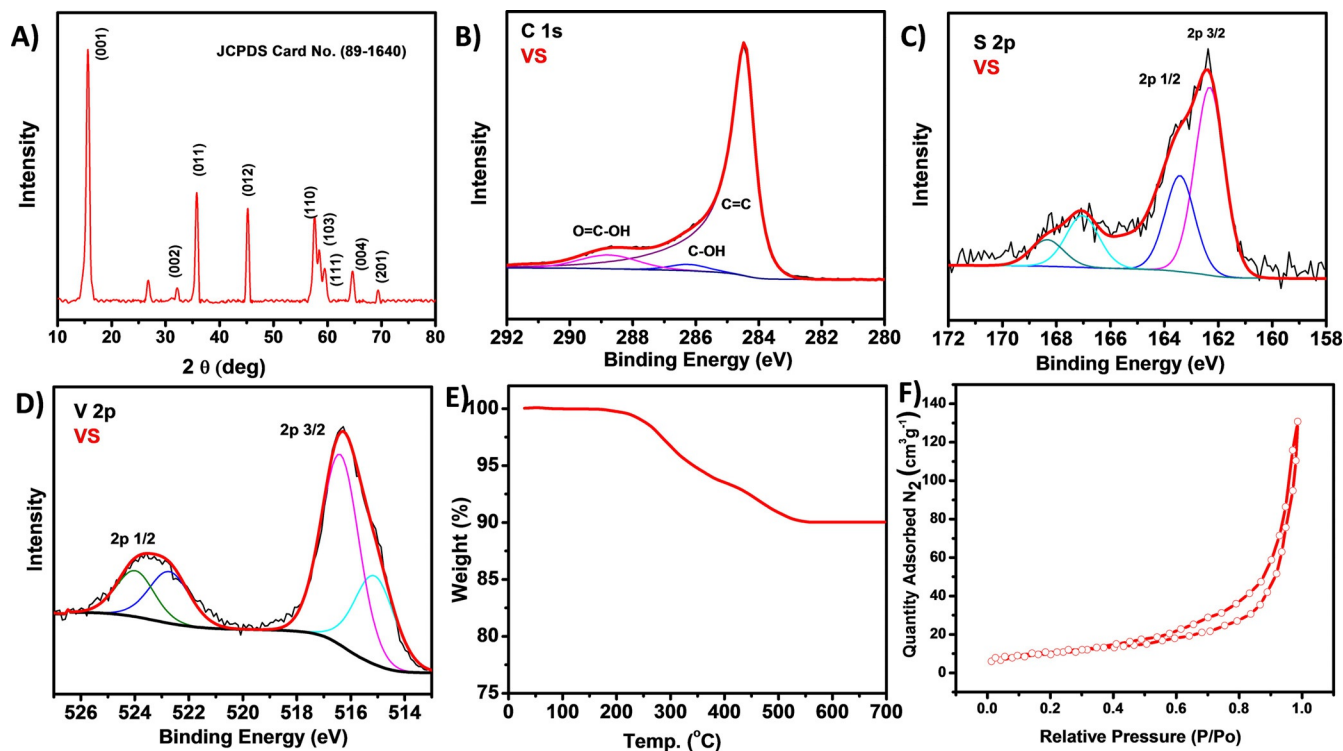 A)
JCPDS Card No. (89-1640)
(001)
(002)
(011)
(012)
(110)
(103)
(111)
(004)
(201)
Intensity
10 20 30 40 50 60 70 80
2 θ (deg)
B)
C 1s
VS
O=C-OH
C-OH
C=C
Intensity
292 290 288 286 284 282 280
Binding Energy (eV)
C)
S 2p
VS
2p 3/2
2p 1/2
Intensity
172 170 168 166 164 162 160 158
Binding Energy (eV)
D)
V 2p
VS
2p 3/2
2p 1/2
Intensity
526 524 522 520 518 516 514
Binding Energy (eV)
E)
100
95
90
85
80
75
Weight (%)
0 100 200 300 400 500 600 700
Temp. (°C)
F)
140
120
100
80
60
40
20
0
Quantity Adsorbed N2 (cm3g-1)
0.0 0.2 0.4 0.6 0.8 1.0
Relative Pressure (P/Po)